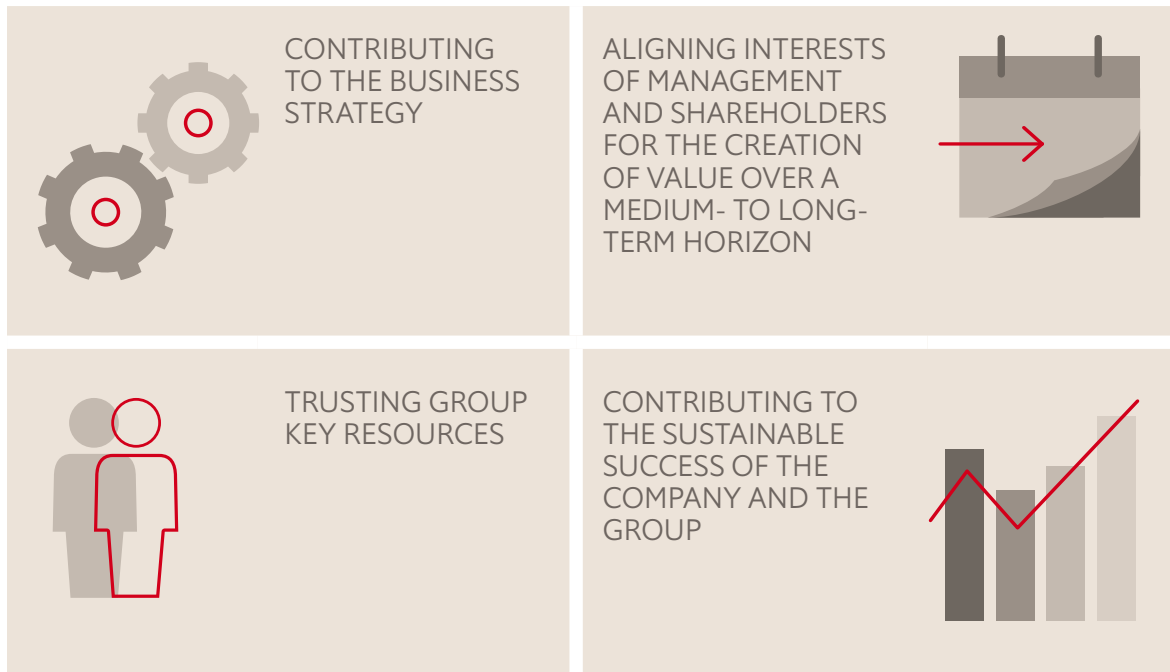 CONTRIBUTING
TO THE BUSINESS
STRATEGY
ALIGNING INTERESTS
OF MANAGEMENT
AND SHAREHOLDERS
FOR THE CREATION
OF VALUE OVER A
MEDIUM- TO LONG-
TERM HORIZON
TRUSTING GROUP
KEY RESOURCES
CONTRIBUTING TO
THE SUSTAINABLE
SUCCESS OF THE
COMPANY AND THE
GROUP